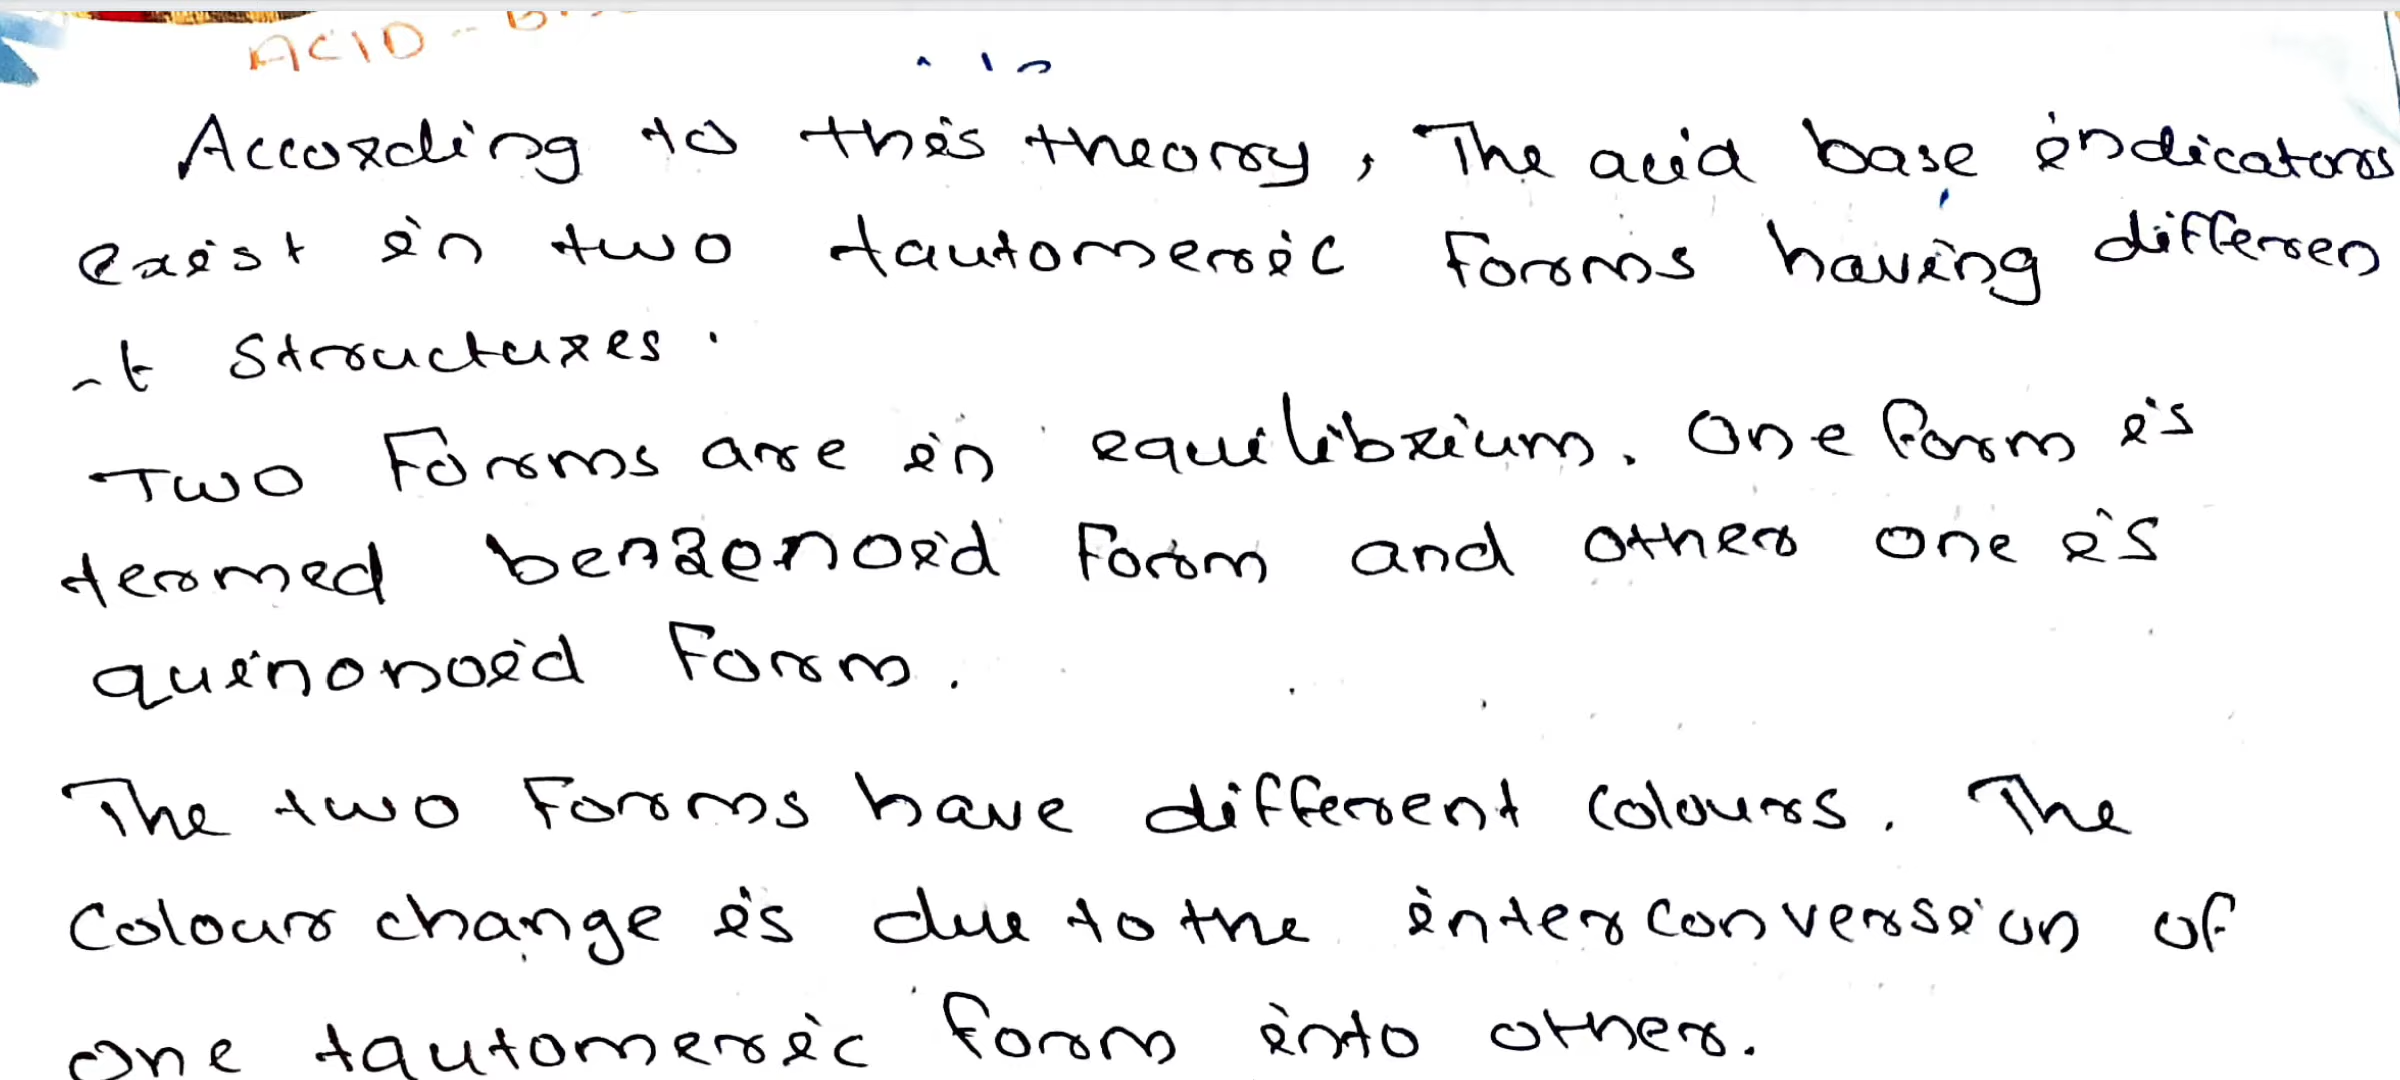 ACID -
According to this theory, The acid base indicators
exist in two tautomeric forms having differen
-t structures.
Two Forms are in equilibrium. One form is
termed benzenoid form and other one is
quinonoid form.
The two Forms have different colours. The
colour change is due to the interconversion of
one tautomeric form into other.